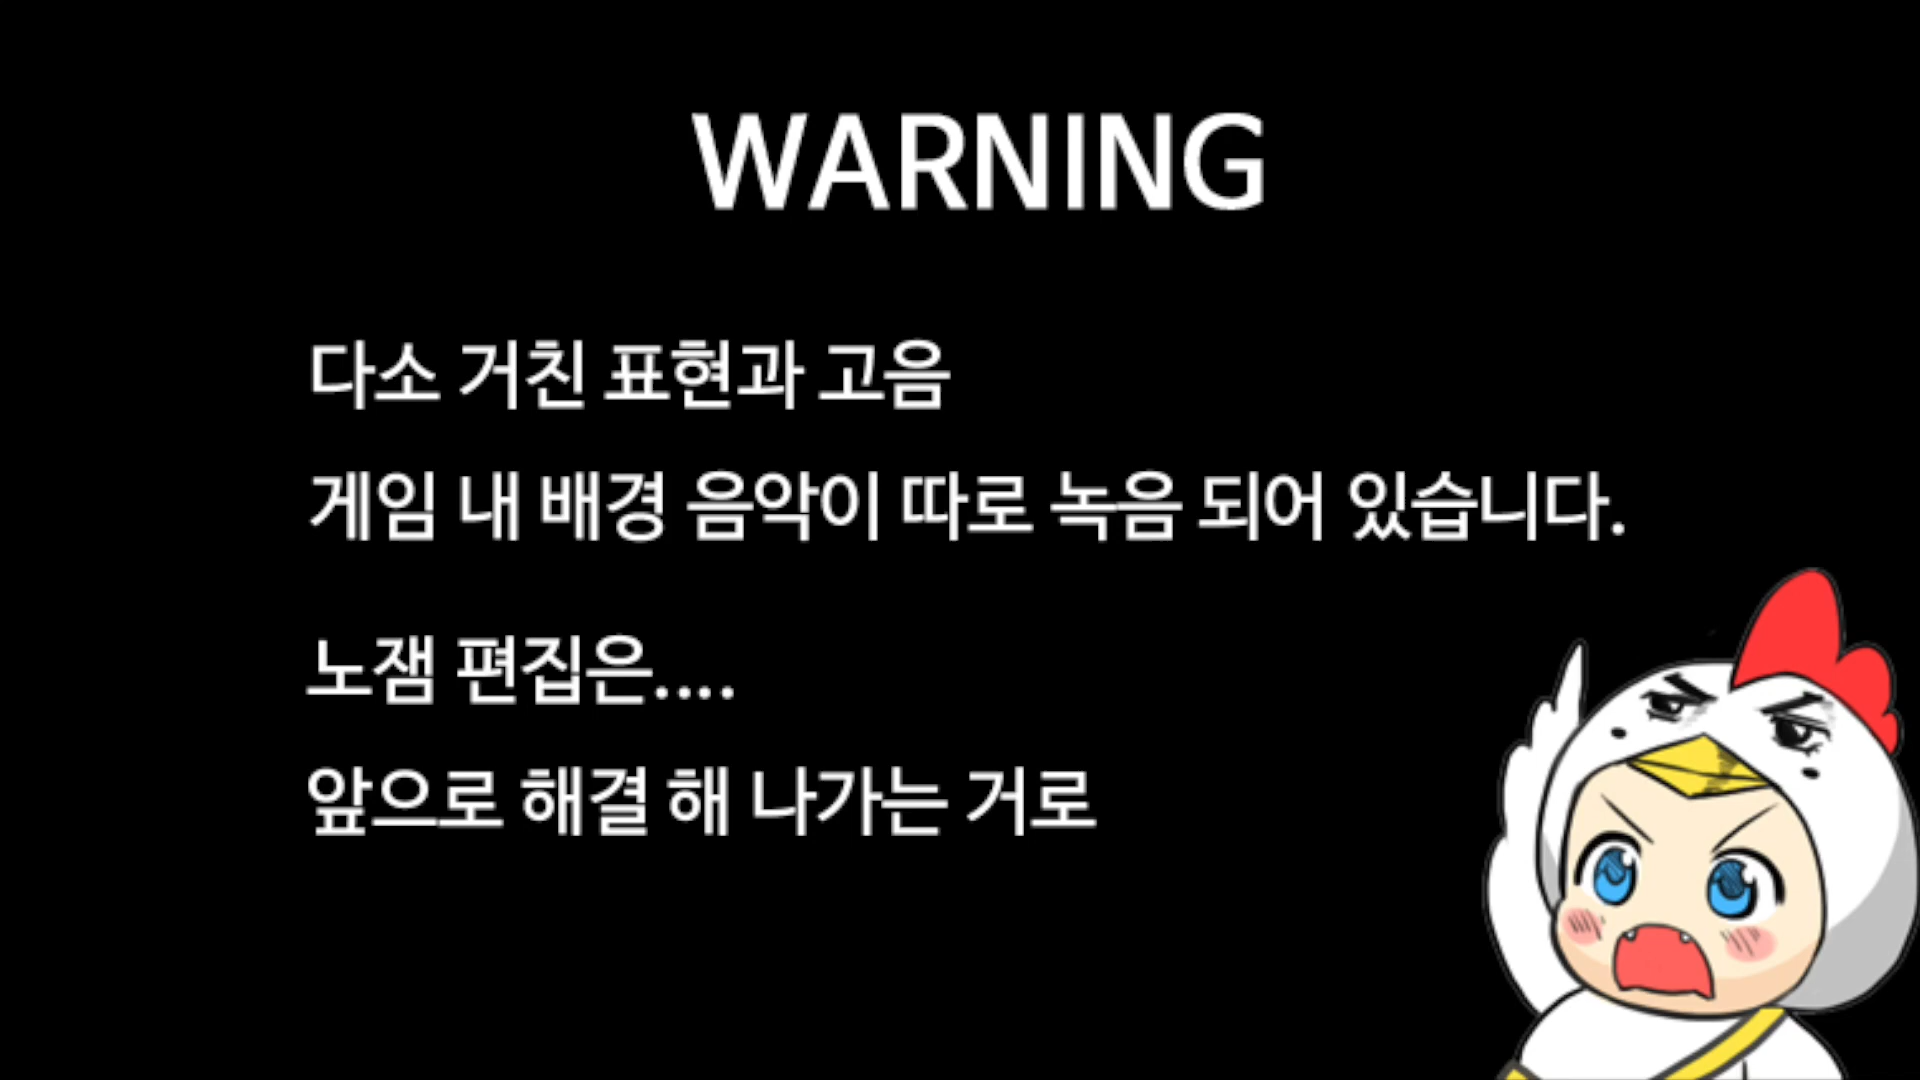 WARNING
다소 거친 표현과 고음
게임 내 배경 음악이 따로 녹음 되어 있습니다.
노잼 편집은....
앞으로 해결 해 나가는 거로